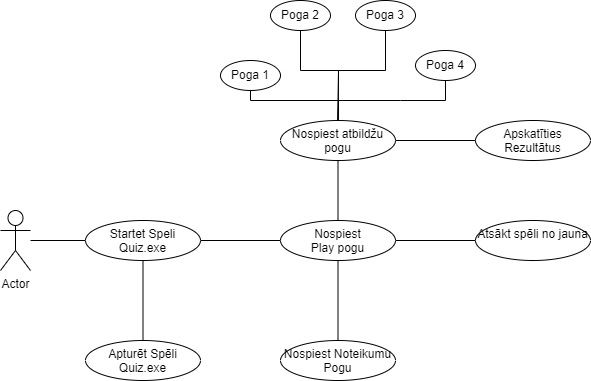 Poga 2
Poga 3
Poga 1
Poga 4
Nospiest atbildžu
pogu
Apskatīties
Rezultātus
Startet Speli
Quiz.exe
Nospiest
Play pogu
Atsākt spēli no jauna
Actor
Apturēt Spēli
Quiz.exe
Nospiest Noteikumu
Pogu